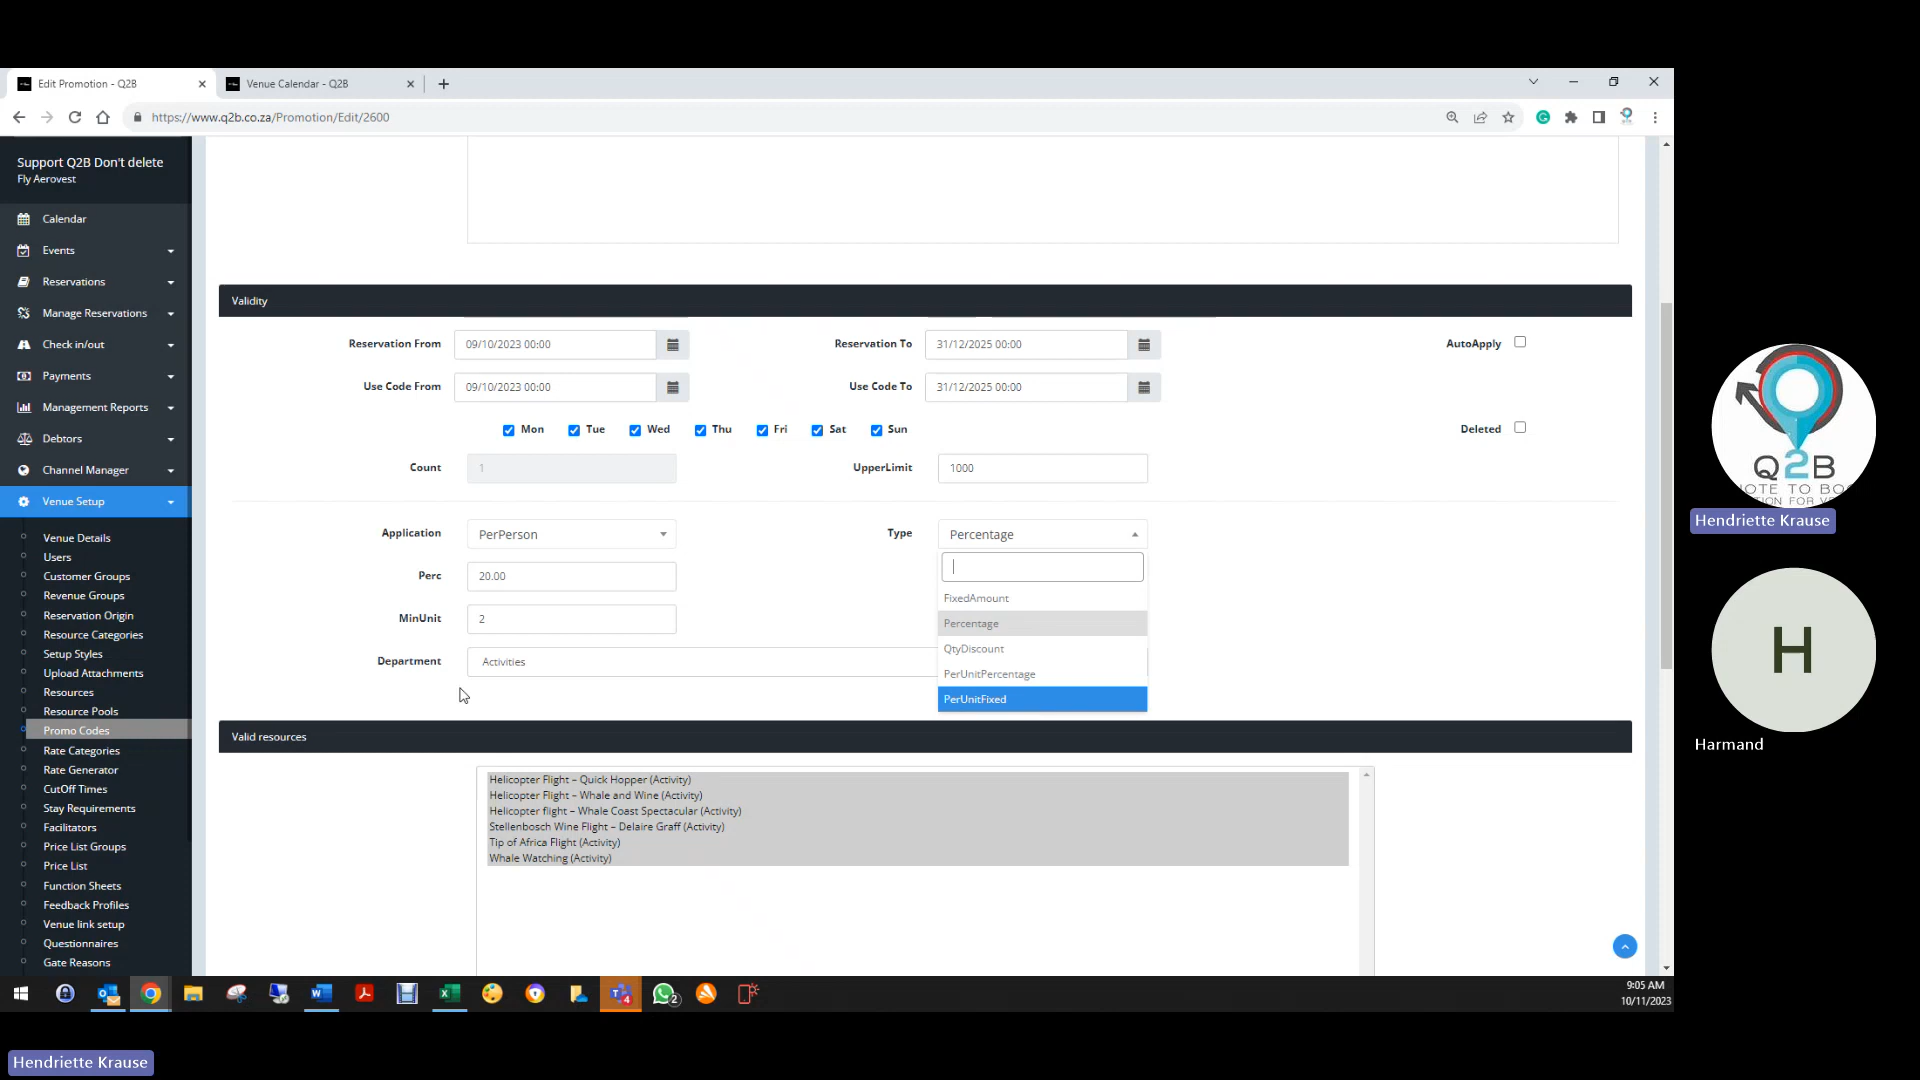 Edit Promotion - Q2B
Venue Calendar - Q2B
https://www.q2b.co.za/Promotion/Edit/2600
Support Q2B Don't delete
Fly Aerovest
Calendar
Events
Reservations
Manage Reservations
Check in/out
Payments
Management Reports
Debtors
Channel Manager
Venue Setup
Venue Details
Users
Customer Groups
Revenue Groups
Reservation Origin
Resource Categories
Setup Styles
Upload Attachments
Resources
Resource Pools
Promo Codes
Rate Categories
Rate Generator
CutOff Times
Stay Requirements
Facilitators
Price List Groups
Price List
Function Sheets
Feedback Profiles
Venue link setup
Questionnaires
Gate Reasons
Validity
Reservation From 09/10/2023 00:00 Reservation To 31/12/2025 00:00 AutoApply
Use Code From 09/10/2023 00:00 Use Code To 31/12/2025 00:00
Mon Tue Wed Thu Fri Sat Sun Deleted
Count 1 UpperLimit 1000
Application PerPerson Type Percentage
Perc 20.00
FixedAmount
Percentage
MinUnit 2
QtyDiscount
Department Activities
PerUnitPercentage
PerUnitFixed
Valid resources
Helicopter Flight – Quick Hopper (Activity)
Helicopter Flight – Whale and Wine (Activity)
Helicopter flight – Whale Coast Spectacular (Activity)
Stellenbosch Wine Flight – Delaire Graff (Activity)
Tip of Africa Flight (Activity)
Whale Watching (Activity)
4
2
9:05 AM
10/11/2023
Q2B
OTE TO BO
Henriette Krause
H
Harmand
Hendriette Krause